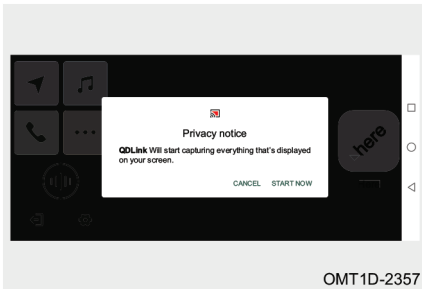 Privacy notice
QDLink Will start capturing everything that's displayed
on your screen.
CANCEL START NOW
here
OMT1D-2357